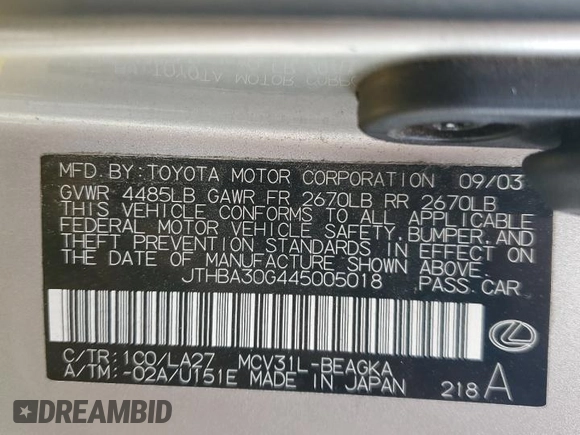 MFD.BY:TOYOTA MOTOR CORPORATION 09/03
GVWR 4485LB GAWR FR 2670LB RR 2670LB
THIS VEHICLE CONFORMS TO ALL APPLICABLE
FEDERAL MOTOR VEHICLE SAFETY,BUMPER,AND
THEFT PREVENTION STANDARDS IN EFFECT ON
THE DATE OF MANUFACTURE SHOWN ABOVE.
JTHBA30G445005018 PASS.CAR
C/TR:1C0/LA27 MCV31L-BEAGKA
A/TM:-02A/U151E MADE IN JAPAN 218 A
DREAMBID